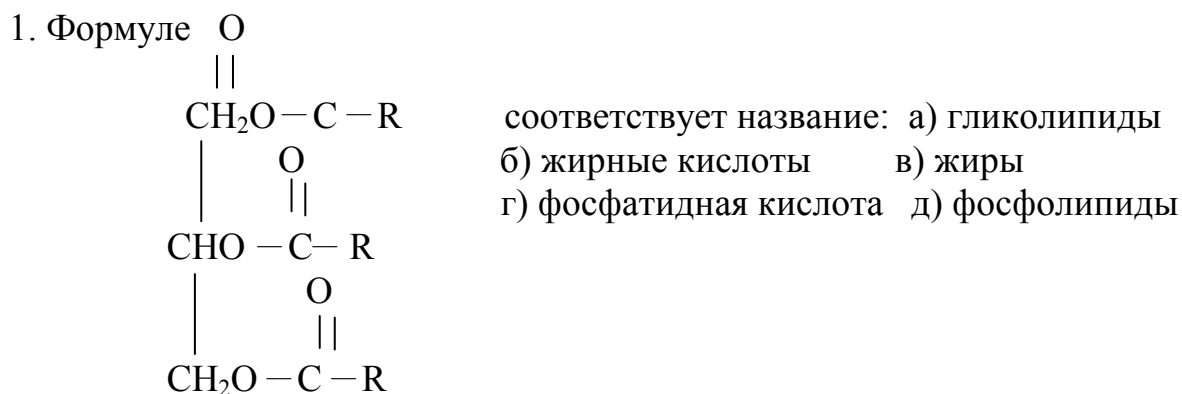 1. Формуле O
||
CH₂O — C — R соответствует название: а) гликолипиды
O б) жирные кислоты в) жиры
|| г) фосфатидная кислота д) фосфолипиды
CHO — C — R
O
||
CH₂O — C — R